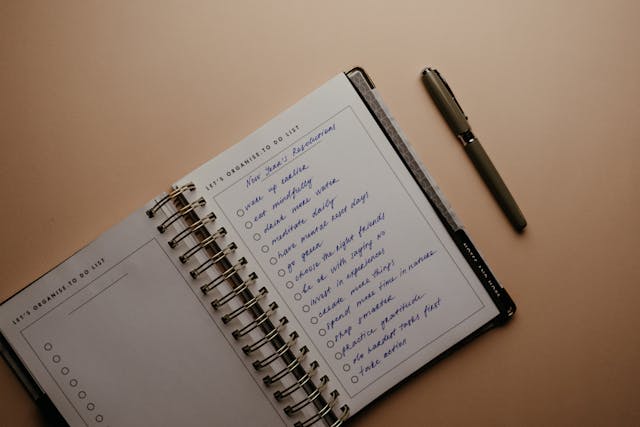 LET'S ORGANISE TO DO LIST
LET'S ORGANISE TO DO LIST
New Year's Resolutions
wake up earlier
eat mindfully
drink more water
meditate daily
have mental rest days
go green
choose the right friends
be ok with saying no
invest in experiences
create more things
spend more time in nature
shop smarter
practice gratitude
do hardest tasks first
take action